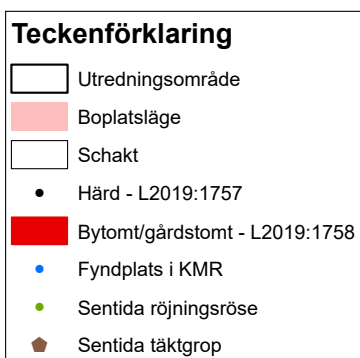 Teckenförklaring
Utredningsområde
Boplatsläge
Schakt
Härd - L2019:1757
Bytomt/gårdstomt - L2019:1758
Fyndplats i KMR
Sentida röjningsröse
Sentida täktgrop